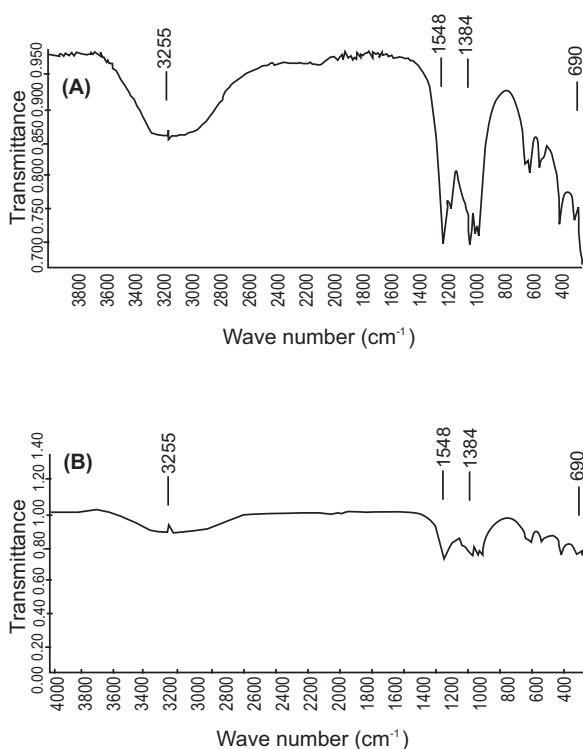 3255
1548
1384
690
(A)
Transmittance
0.700 0.750 0.800 0.850 0.900 0.950
3800 3600 3400 3200 3000 2800 2600 2400 2200 2000 1800 1600 1400 1200 1000 800 600 400
Wave number (cm-1)
3255
1548
1384
690
(B)
Transmittance
0.00 0.20 0.40 0.60 0.80 1.00 1.20 1.40
4000 3800 3600 3400 3200 3000 2800 2600 2400 2200 2000 1800 1600 1400 1200 1000 800 600 400
Wave number (cm-1)